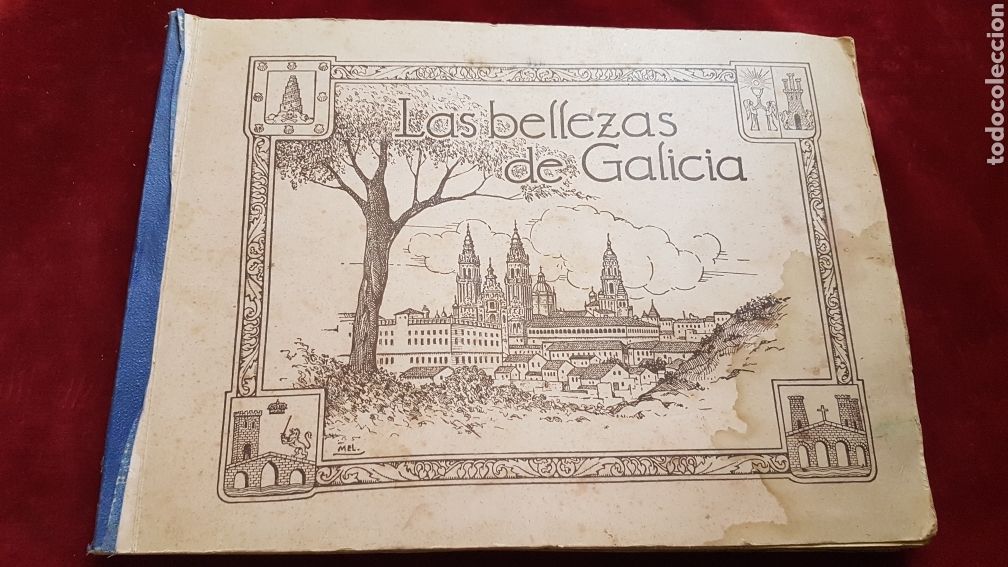 Las bellezas
de Galicia
MEL.
todocoleccion